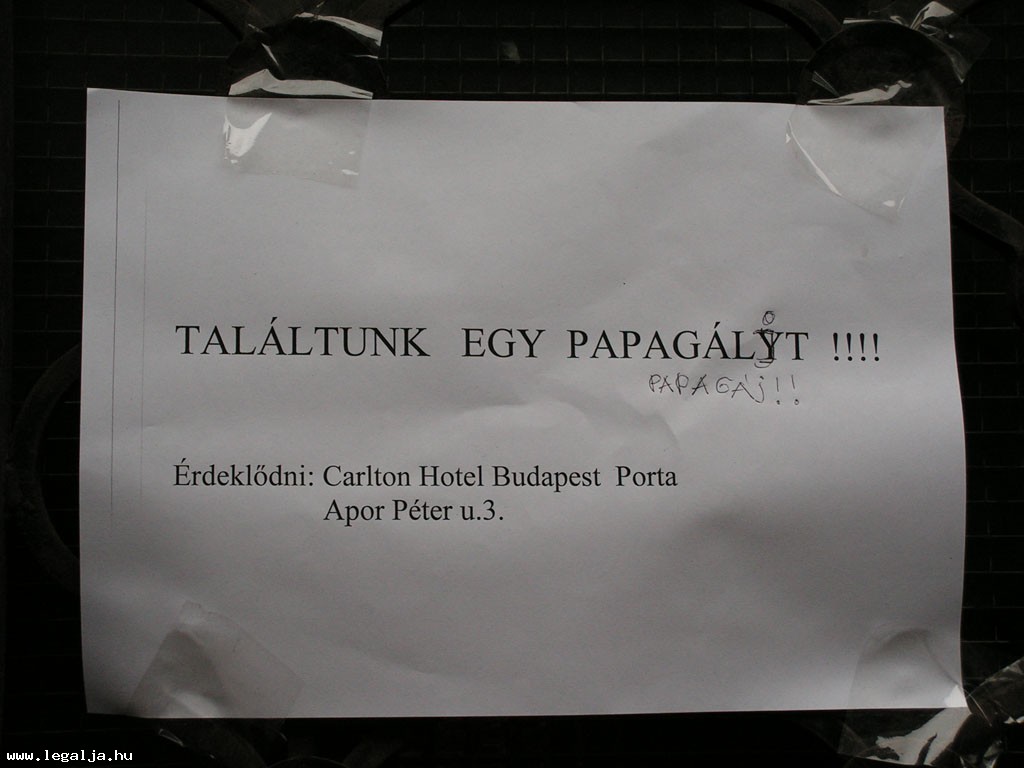 TALÁLTUNK EGY PAPAGÁLYT !!!!
PAPAGÁj!!
Érdeklődni: Carlton Hotel Budapest Porta
Apor Péter u.3.
www.legalja.hu